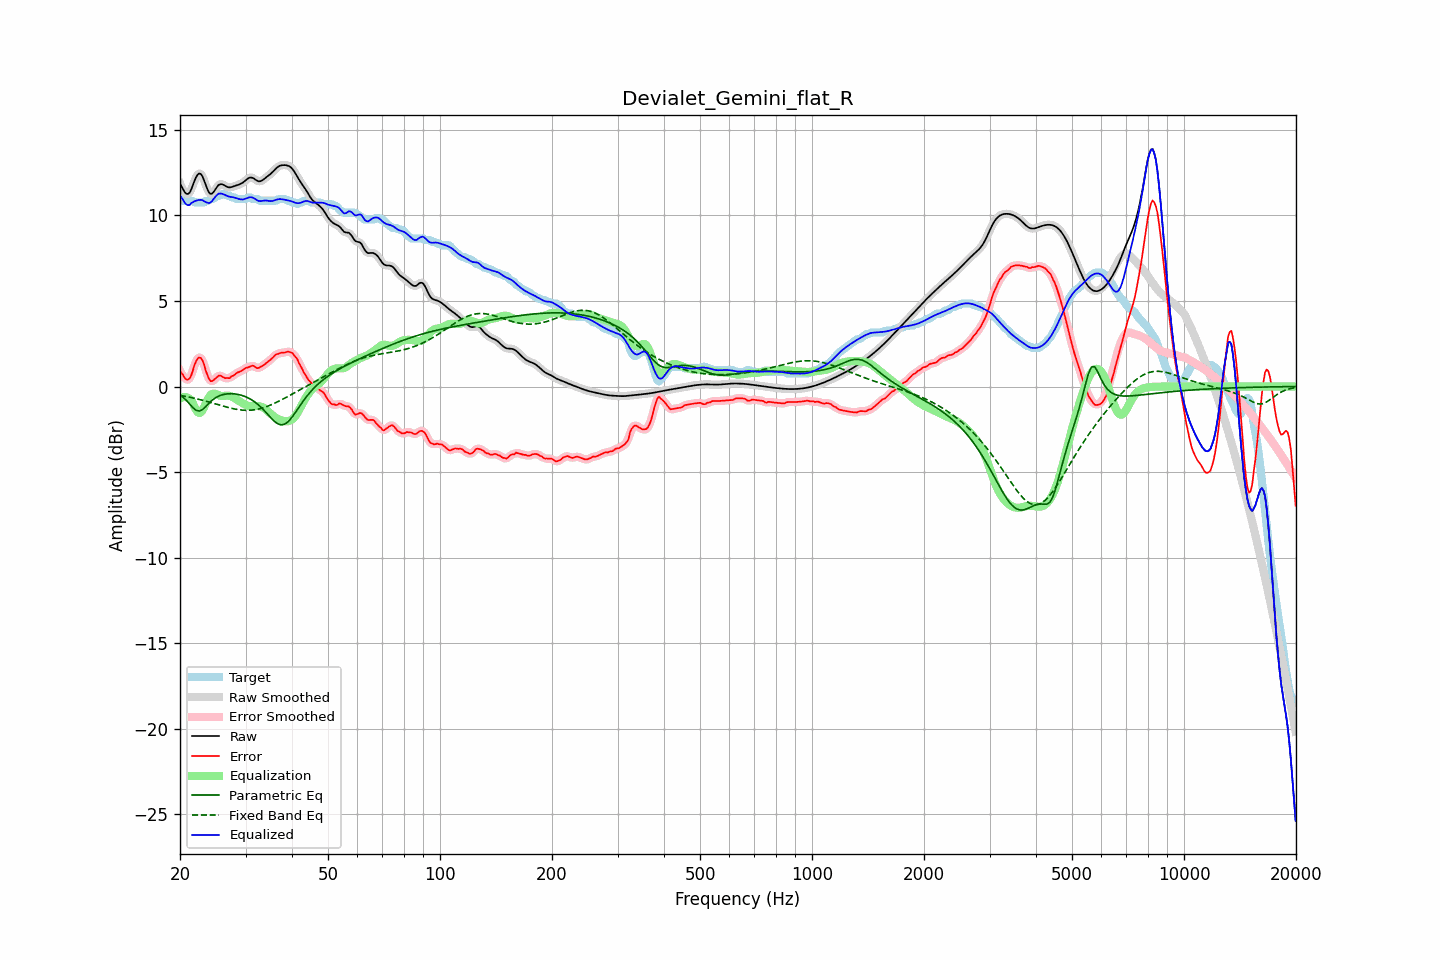 Devialet_Gemini_flat_R
Amplitude (dBr)
15
10
5
0
−5
−10
−15
−20
−25
Target
Raw Smoothed
Error Smoothed
Raw
Error
Equalization
Parametric Eq
Fixed Band Eq
Equalized
20 50 100 200 500 1000 2000 5000 10000 20000
Frequency (Hz)